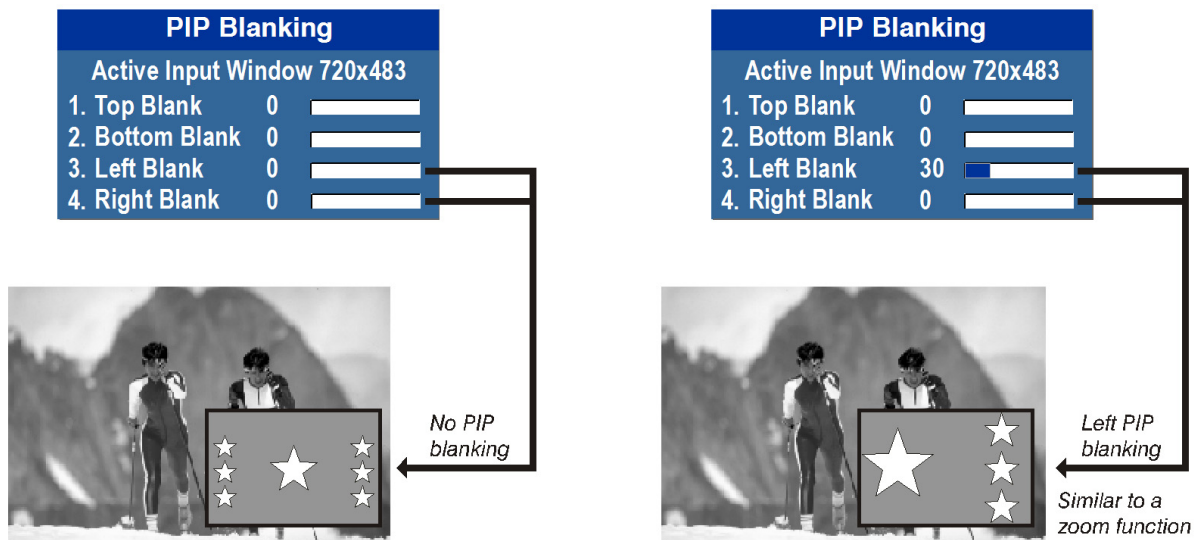 PIP Blanking
Active Input Window 720x483
1. Top Blank 0
2. Bottom Blank 0
3. Left Blank 0
4. Right Blank 0
No PIP
blanking
PIP Blanking
Active Input Window 720x483
1. Top Blank 0
2. Bottom Blank 0
3. Left Blank 30
4. Right Blank 0
Left PIP
blanking
Similar to a
zoom function